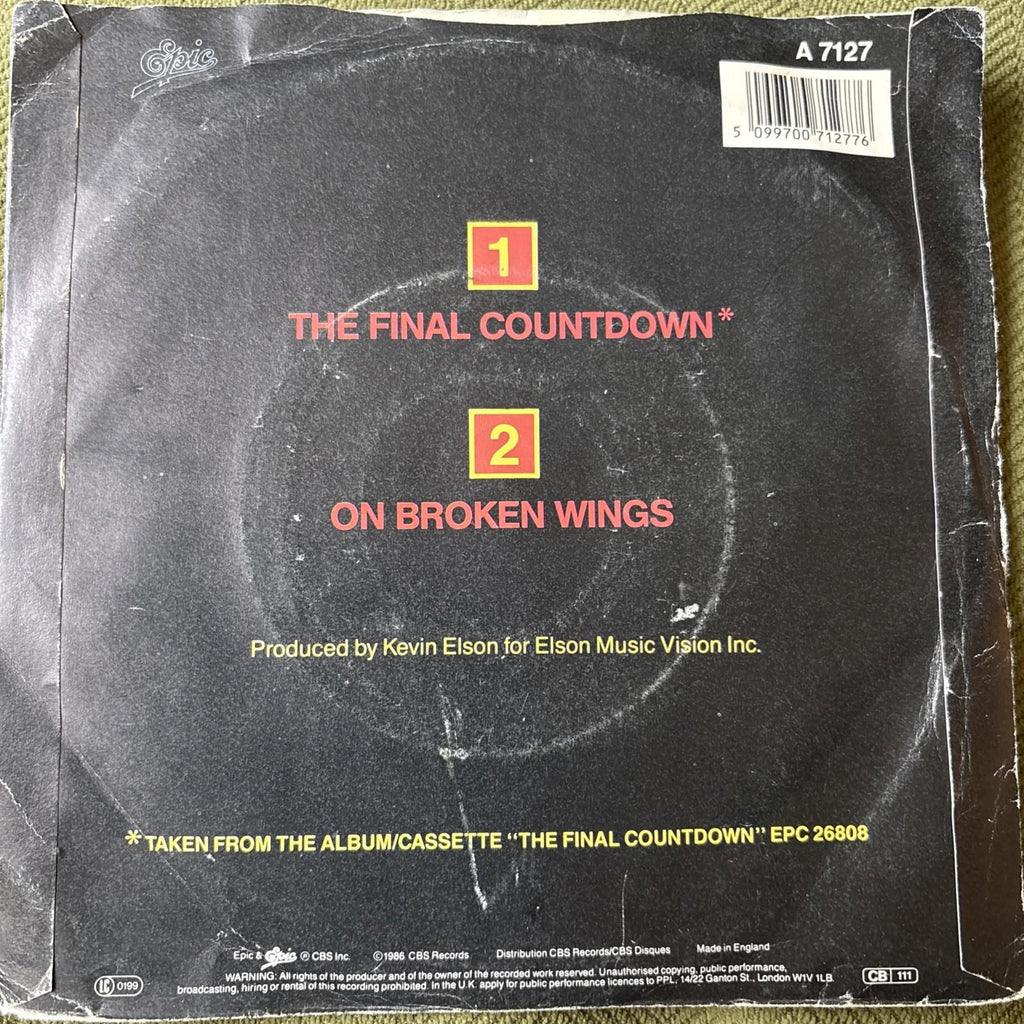 Epic
A 7127
5 099700 712776
1
THE FINAL COUNTDOWN*
2
ON BROKEN WINGS
Produced by Kevin Elson for Elson Music Vision Inc.
*TAKEN FROM THE ALBUM/CASSETTE "THE FINAL COUNTDOWN" EPC 26808
Epic & Epic ® CBS Inc. ©1986 CBS Records Distribution CBS Records/CBS Disques Made in England
LC 0199
WARNING: All rights of the producer and of the owner of the recorded work reserved. Unauthorised copying, public performance,
broadcasting, hiring or rental of this recording prohibited. In the U.K. apply for public performance licences to PPL, 14/22 Ganton St., London W1V 1LB.
CB 111